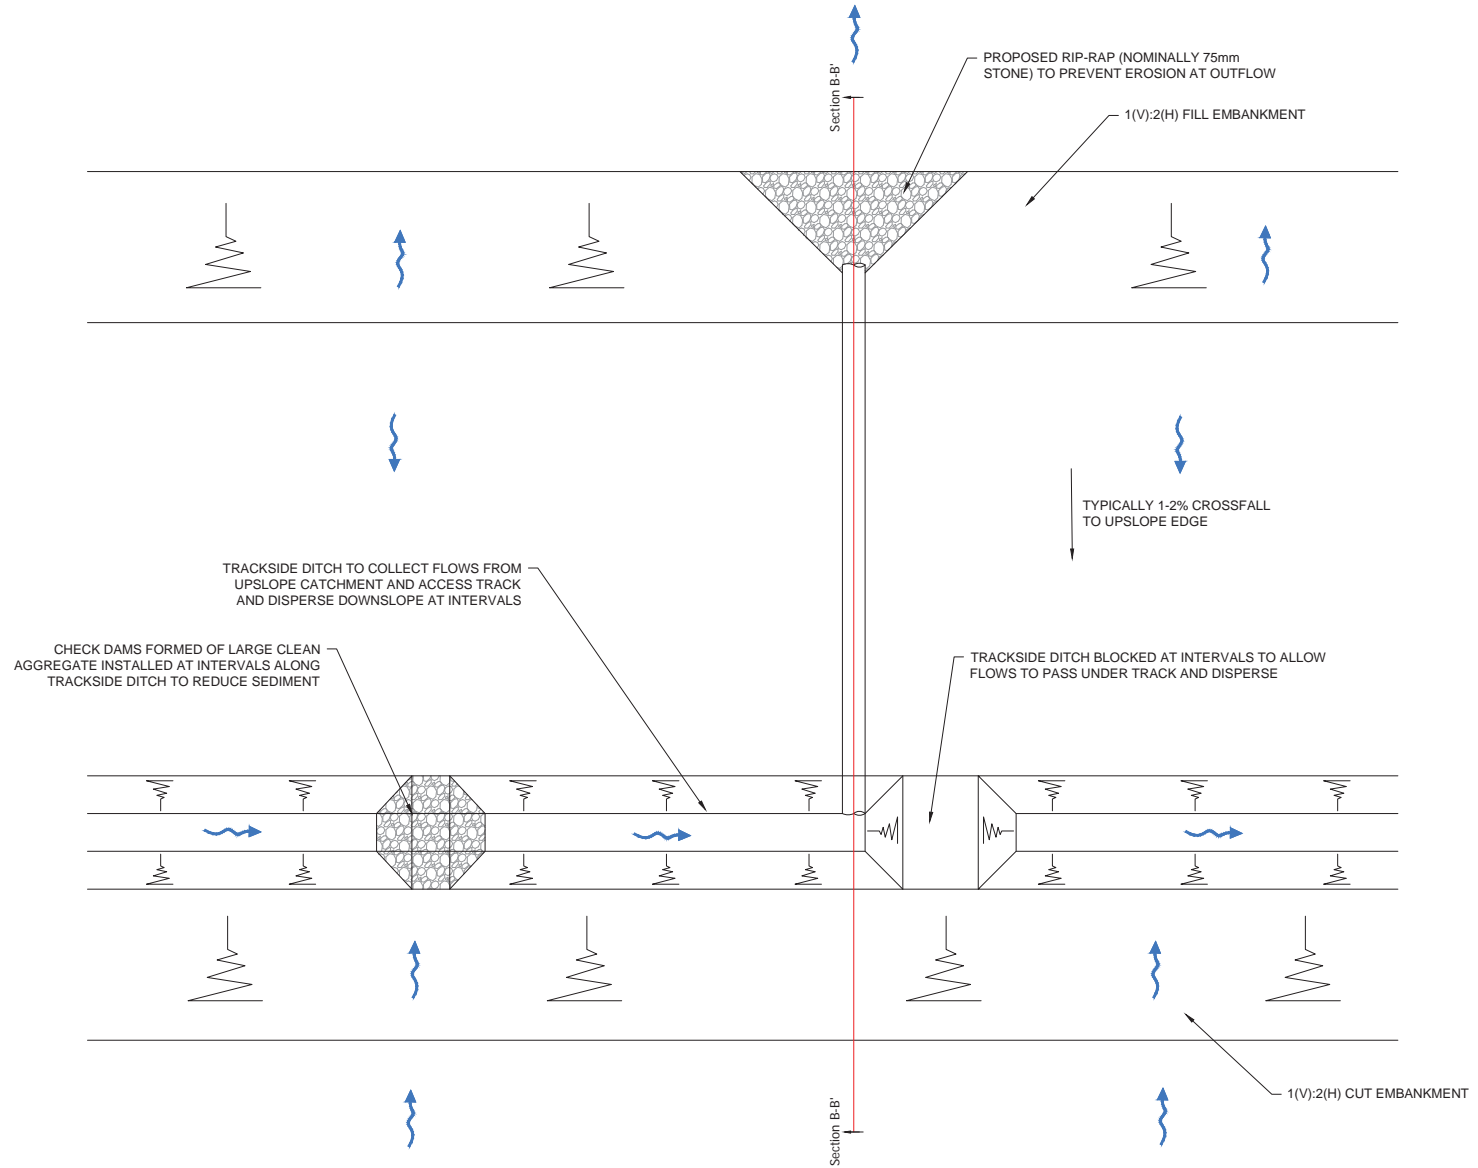 PROPOSED RIP-RAP (NOMINALLY 75mm
STONE) TO PREVENT EROSION AT OUTFLOW
Section B-B'
1(V):2(H) FILL EMBANKMENT
TYPICALLY 1-2% CROSSFALL
TO UPSLOPE EDGE
TRACKSIDE DITCH TO COLLECT FLOWS FROM
UPSLOPE CATCHMENT AND ACCESS TRACK
AND DISPERSE DOWNSLOPE AT INTERVALS
CHECK DAMS FORMED OF LARGE CLEAN
AGGREGATE INSTALLED AT INTERVALS ALONG
TRACKSIDE DITCH TO REDUCE SEDIMENT
TRACKSIDE DITCH BLOCKED AT INTERVALS TO ALLOW
FLOWS TO PASS UNDER TRACK AND DISPERSE
1(V):2(H) CUT EMBANKMENT
Section B-B'